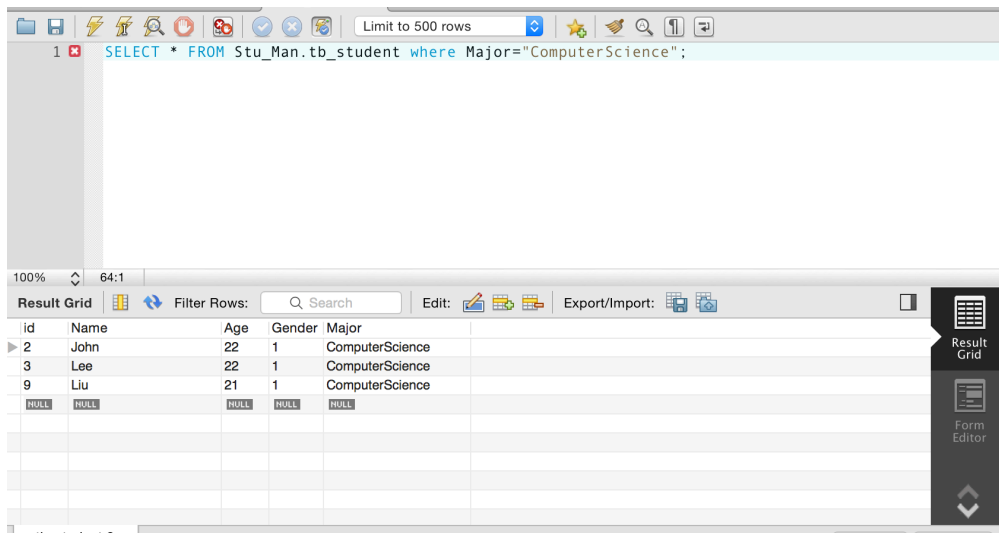 Limit to 500 rows
1 SELECT * FROM Stu_Man.tb_student where Major="ComputerScience";
100% 64:1
Result Grid Filter Rows: Search Edit: Export/Import:
id Name Age Gender Major
2 John 22 1 ComputerScience
3 Lee 22 1 ComputerScience
9 Liu 21 1 ComputerScience
NULL NULL NULL NULL NULL
Result
Grid
Form
Editor